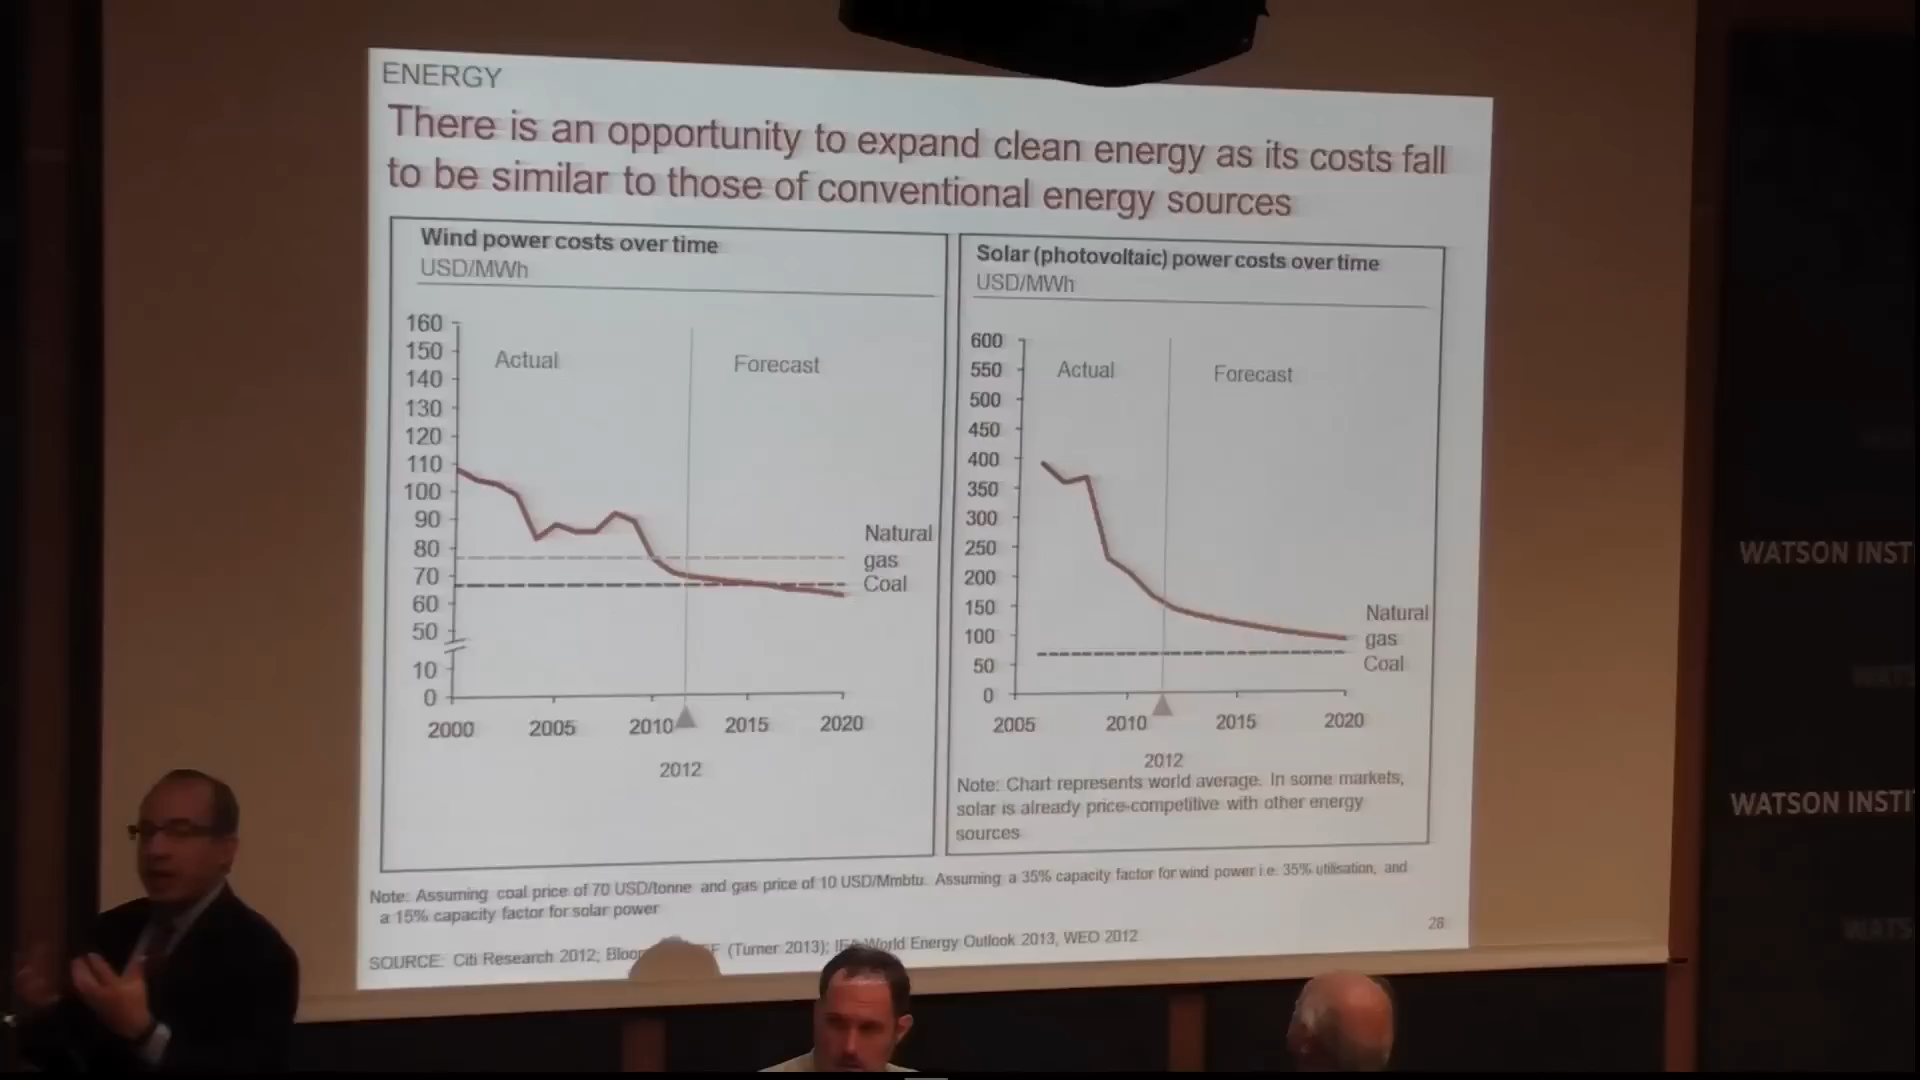 ENERGY
There is an opportunity to expand clean energy as its costs fall
to be similar to those of conventional energy sources
Wind power costs over time
USD/MWh
160
150
140
130
120
110
100
90
80
70
60
50
10
0
Actual
Forecast
Natural
gas
Coal
2000 2005 2010 2015 2020
2012
Solar (photovoltaic) power costs over time
USD/MWh
600
550
500
450
400
350
300
250
200
150
100
50
0
Actual
Forecast
Natural
gas
Coal
2005 2010 2015 2020
2012
Note: Chart represents world average. In some markets,
solar is already price-competitive with other energy
sources
Note: Assuming coal price of 70 USD/tonne and gas price of 10 USD/Mmbtu. Assuming a 35% capacity factor for wind power i.e. 35% utilisation, and
a 15% capacity factor for solar power
28
SOURCE: Citi Research 2012; (Turner 2013); World Energy Outlook 2013, WEO 2012
WATSON INST
WATSON INSTI
WATS